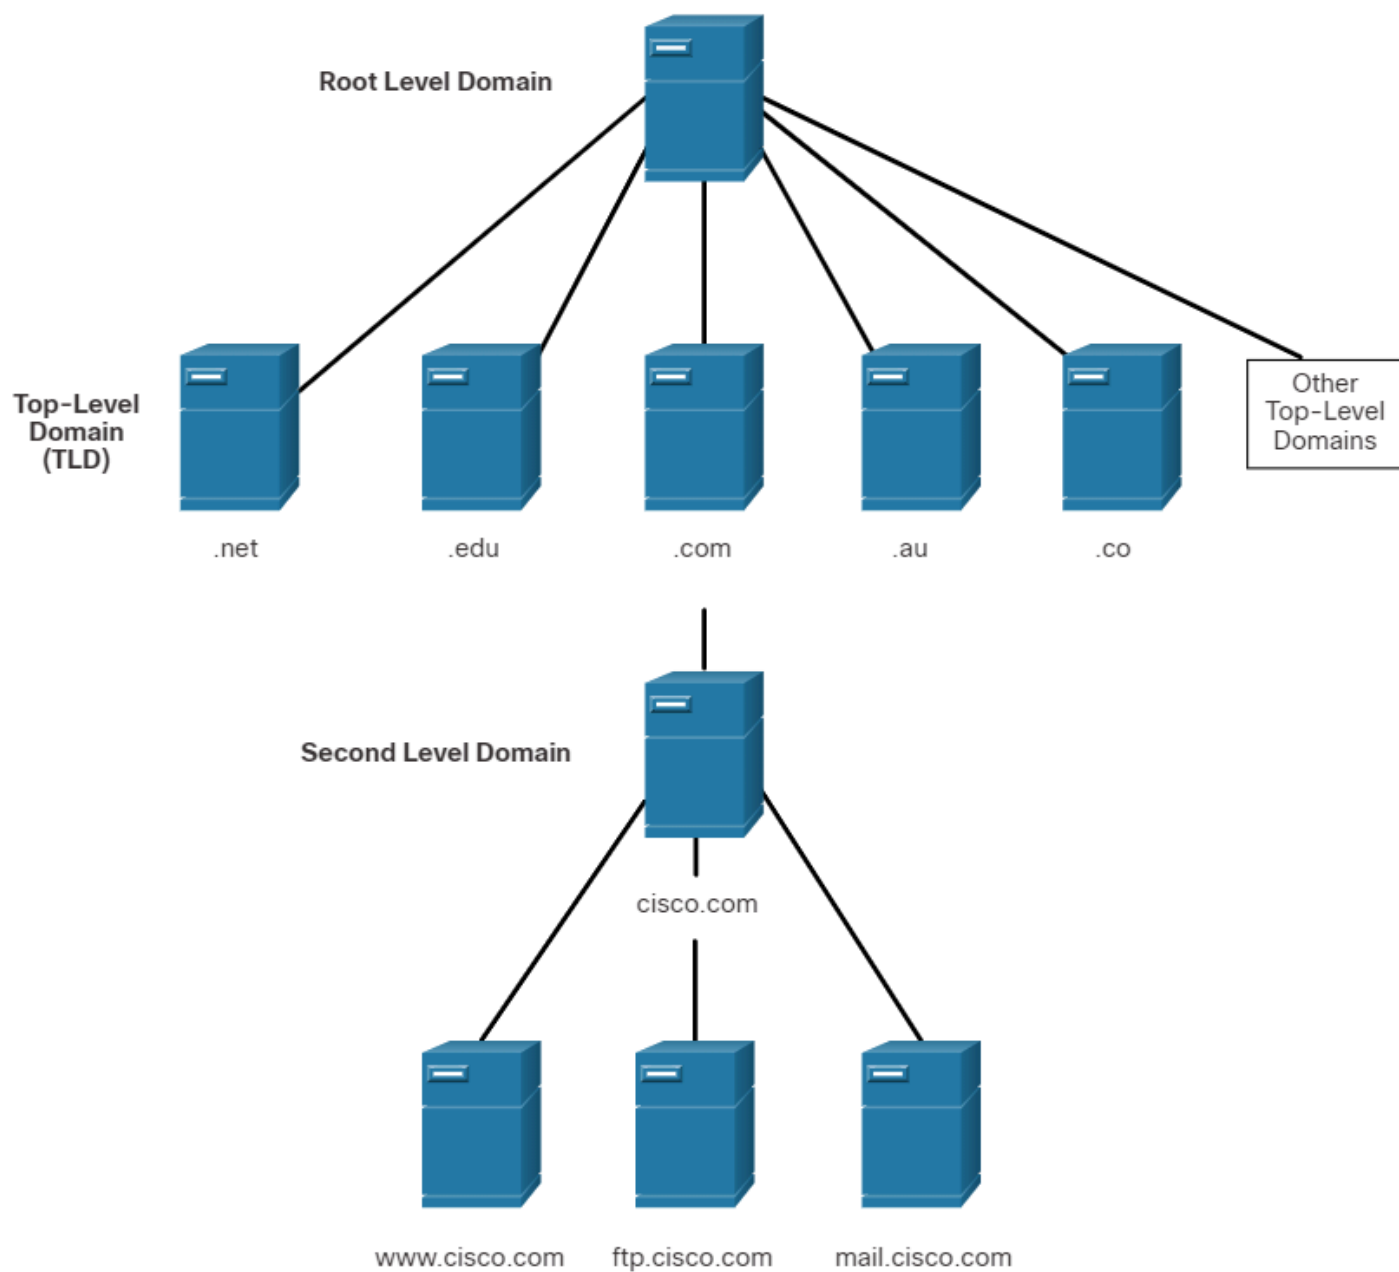 Root Level Domain
Top-Level
Domain
(TLD)
Other
Top-Level
Domains
.net
.edu
.com
.au
.co
Second Level Domain
cisco.com
www.cisco.com
ftp.cisco.com
mail.cisco.com